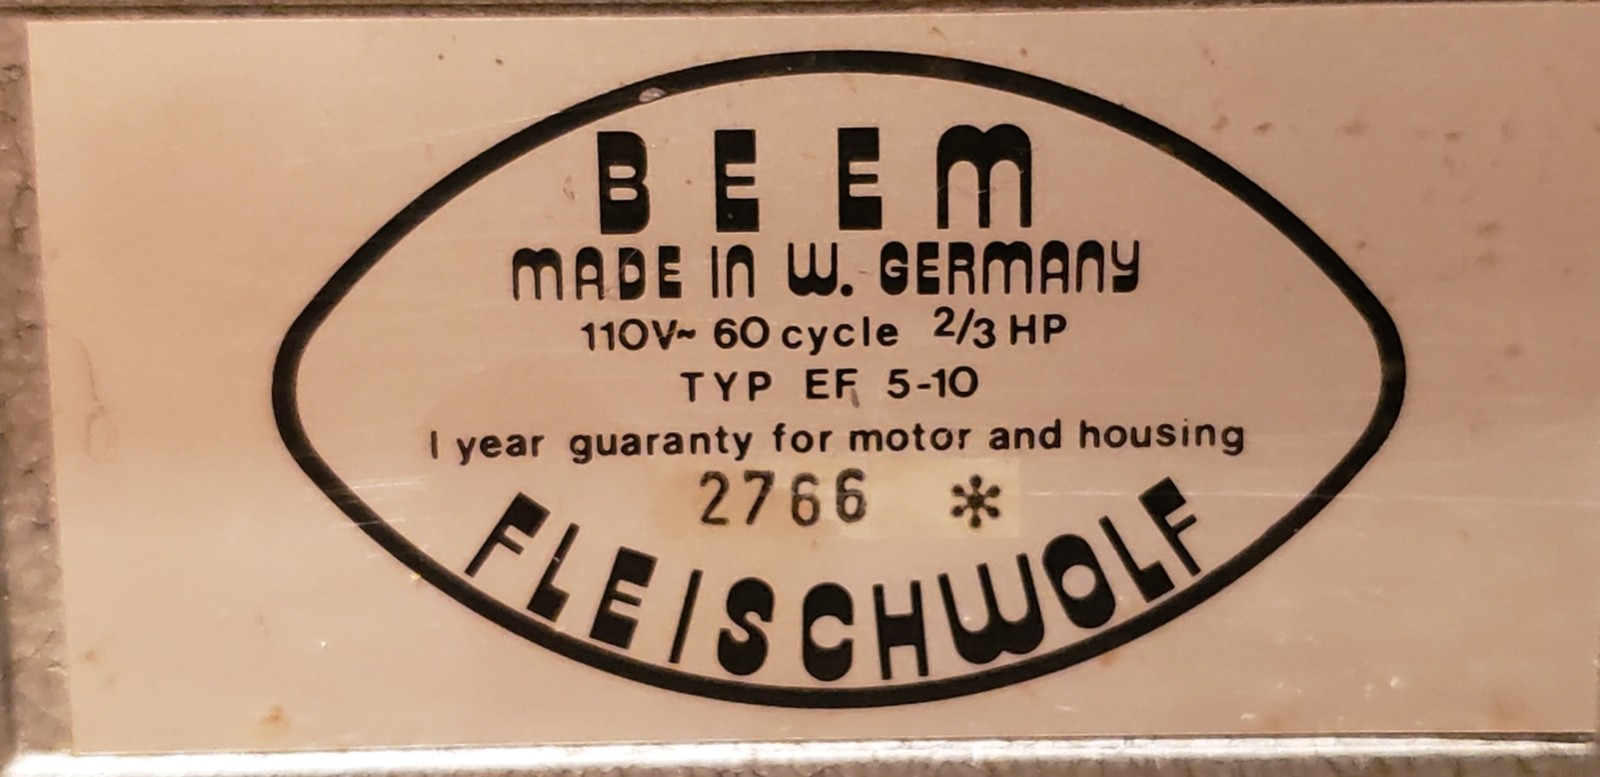 BEEM
MADE IN W. GERMANY
110V~ 60 cycle 2/3 HP
TYP EF 5-10
1 year guaranty for motor and housing
2766 *
FLEISCHWOLF